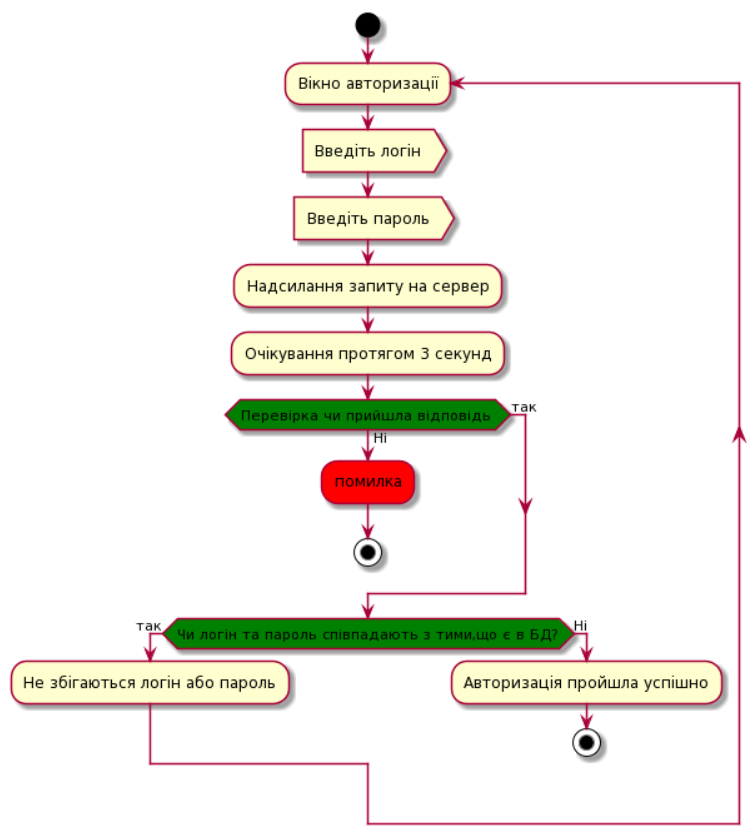 Вікно авторизації
Введіть логін
Введіть пароль
Надсилання запиту на сервер
Очікування протягом 3 секунд
Перевірка чи прийшла відповідь
так
Ні
помилка
так
Чи логін та пароль співпадають з тими,що є в БД?
Ні
Не збігаються логін або пароль
Авторизація пройшла успішно